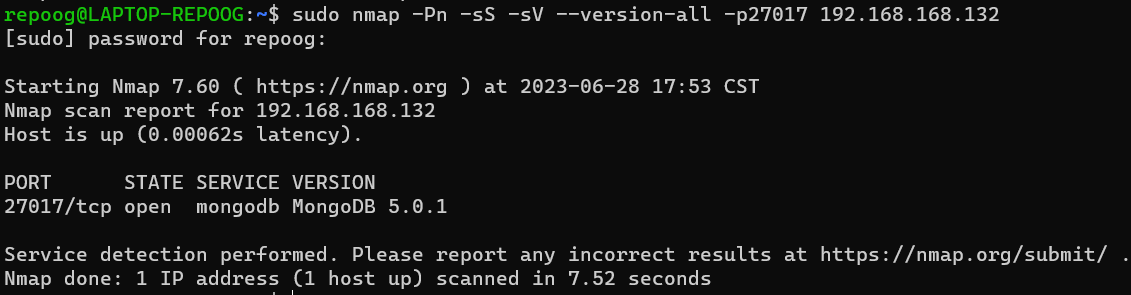 repoog@LAPTOP-REPOOG:~$ sudo nmap -Pn -sS -sV --version-all -p27017 192.168.168.132
[sudo] password for repoog:
Starting Nmap 7.60 ( https://nmap.org ) at 2023-06-28 17:53 CST
Nmap scan report for 192.168.168.132
Host is up (0.00062s latency).
PORT      STATE SERVICE VERSION
27017/tcp open  mongodb MongoDB 5.0.1
Service detection performed. Please report any incorrect results at https://nmap.org/submit/ .
Nmap done: 1 IP address (1 host up) scanned in 7.52 seconds